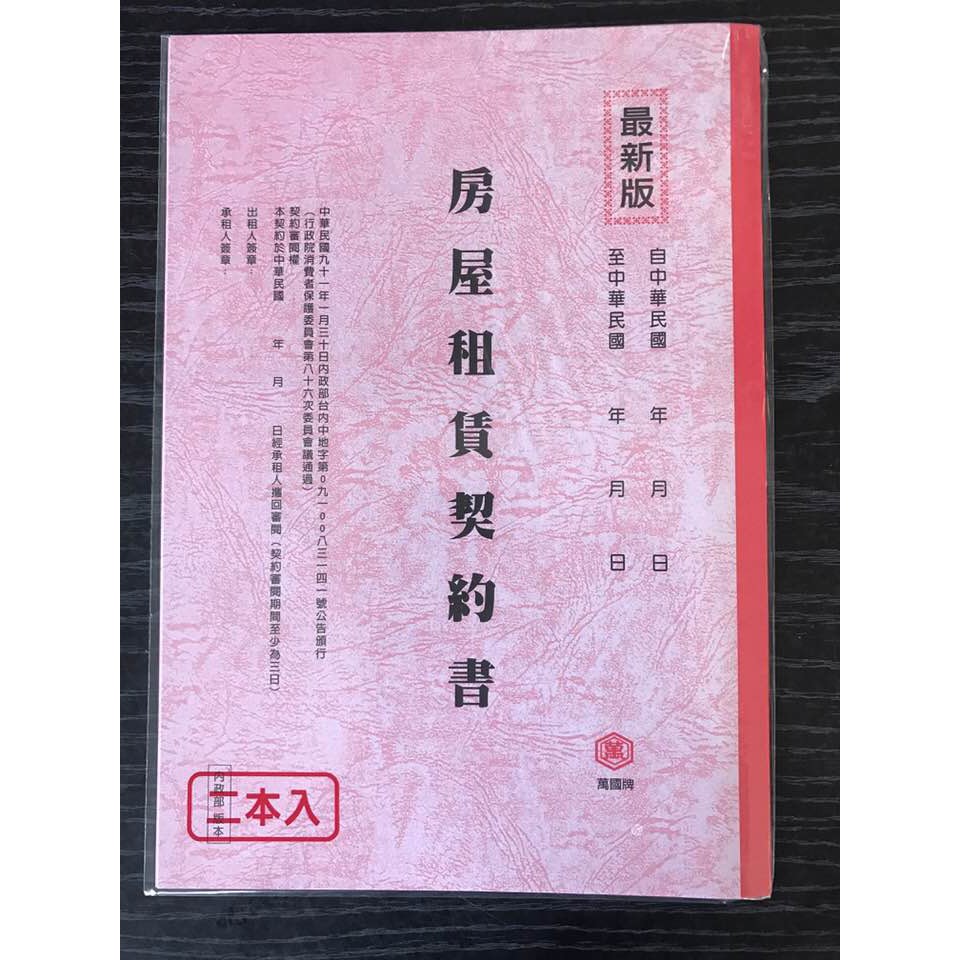 最新版
自中華民國 年 月 日
至中華民國 年 月 日
房屋租賃契約書
中華民國九十一年一月三十日內政部台內中地字第0九一00八三一四一號公告頒行
（行政院消費者保護委員會第八十六次委員會議通過）
契約審閱權
本契約於中華民國 年 月 日經承租人攜回審閱（契約審閱期間至少為三日）
出租人簽章：
承租人簽章：
萬
萬國牌
內政部版本
二本入